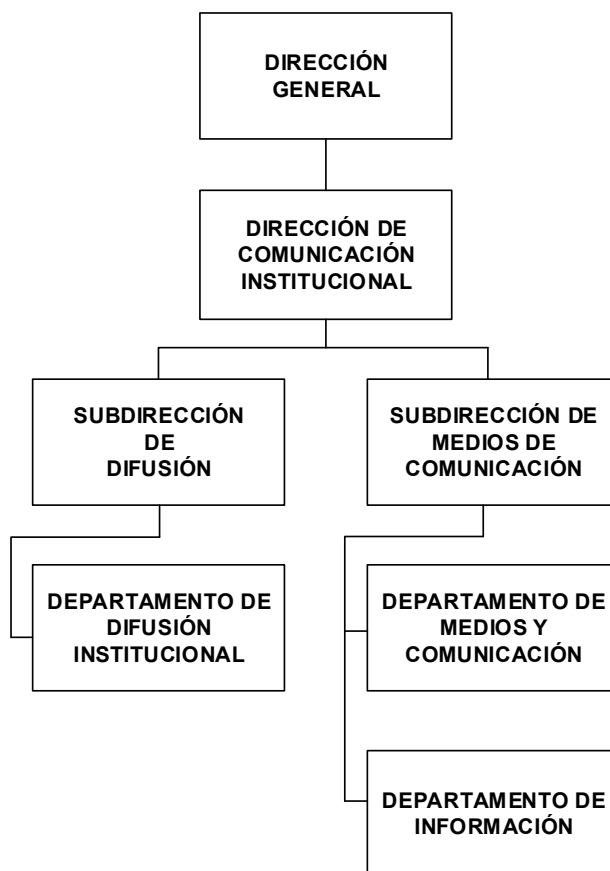 DIRECCIÓN
GENERAL
DIRECCIÓN DE
COMUNICACIÓN
INSTITUCIONAL
SUBDIRECCIÓN
DE
DIFUSIÓN
SUBDIRECCIÓN DE
MEDIOS DE
COMUNICACIÓN
DEPARTAMENTO DE
DIFUSIÓN
INSTITUCIONAL
DEPARTAMENTO DE
MEDIOS Y
COMUNICACIÓN
DEPARTAMENTO DE
INFORMACIÓN